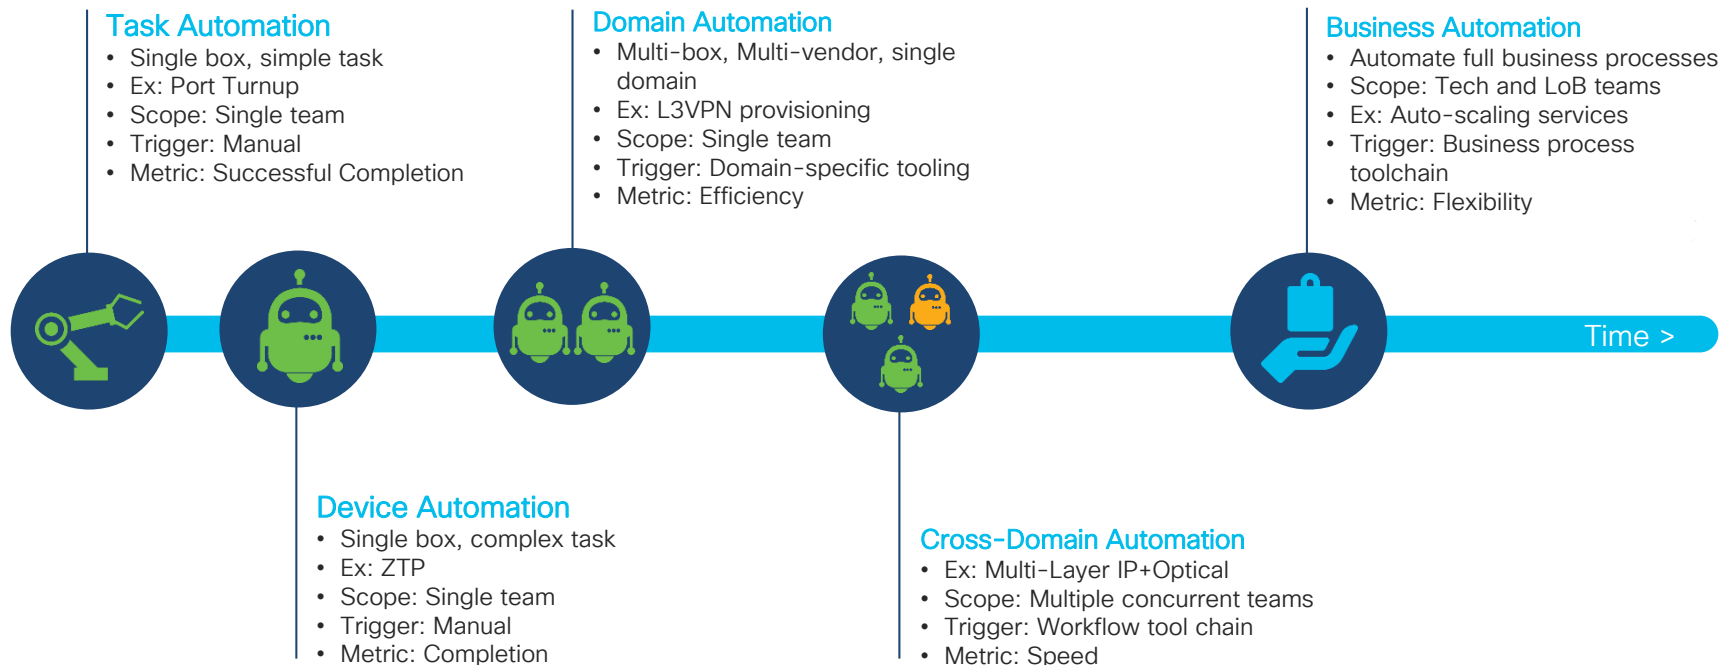 Task Automation
• Single box, simple task
• Ex: Port Turnup
• Scope: Single team
• Trigger: Manual
• Metric: Successful Completion
Domain Automation
• Multi-box, Multi-vendor, single
domain
• Ex: L3VPN provisioning
• Scope: Single team
• Trigger: Domain-specific tooling
• Metric: Efficiency
Business Automation
• Automate full business processes
• Scope: Tech and LoB teams
• Ex: Auto-scaling services
• Trigger: Business process
toolchain
• Metric: Flexibility
Time >
Device Automation
• Single box, complex task
• Ex: ZTP
• Scope: Single team
• Trigger: Manual
• Metric: Completion
Cross-Domain Automation
• Ex: Multi-Layer IP+Optical
• Scope: Multiple concurrent teams
• Trigger: Workflow tool chain
• Metric: Speed